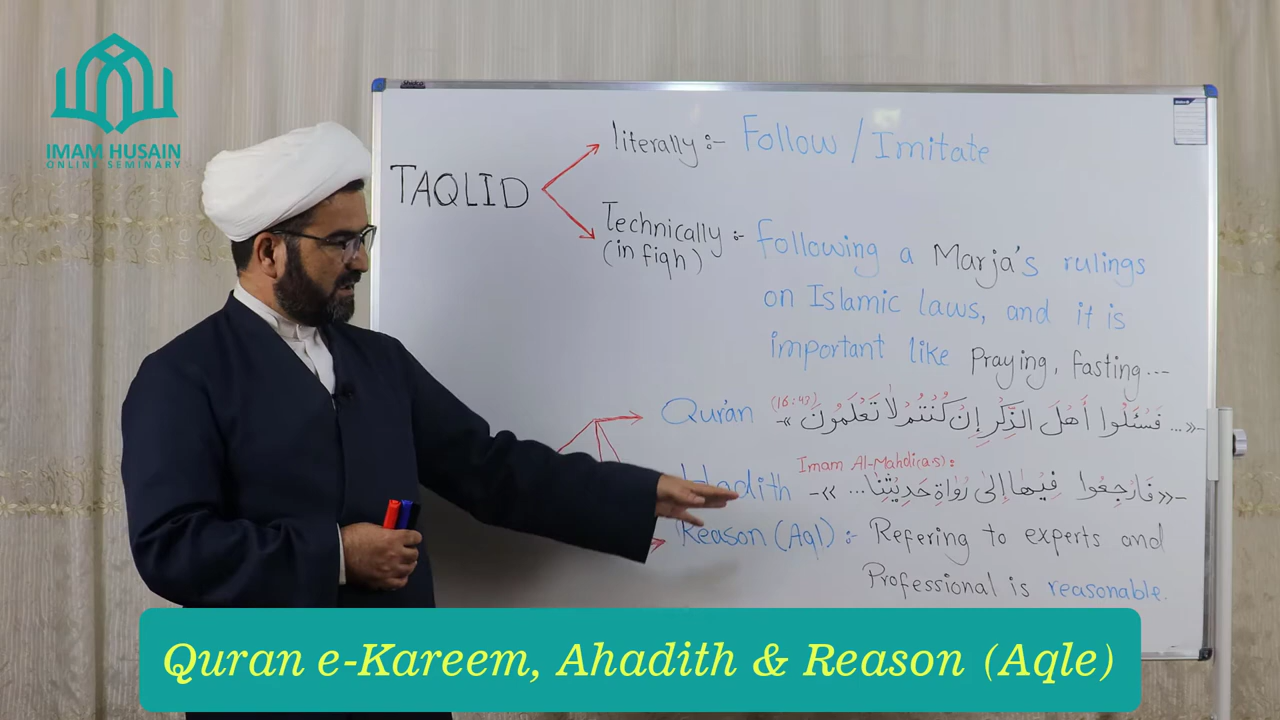 IMAM HUSAIN
ONLINE SEMINARY
TAQLID
literally:- Follow / Imitate
Technically :- Following a Marja's rulings
(in fiqh)
on Islamic laws, and it is
important like Praying, fasting...
Qur'an (16:43) «... فَسْئَلُوا أَهْلَ الذِّكْرِ إِنْ كُنْتُمْ لَا تَعْلَمُونَ»
Imam Al-Mahdi(a.s):
Hadith «فَارْجِعُوا فِيهَا إِلَى رُوَاةِ حَدِيثِنَا...»
Reason (Aql) :- Refering to experts and
Professional is reasonable.
Quran e-Kareem, Ahadith & Reason (Aqle)